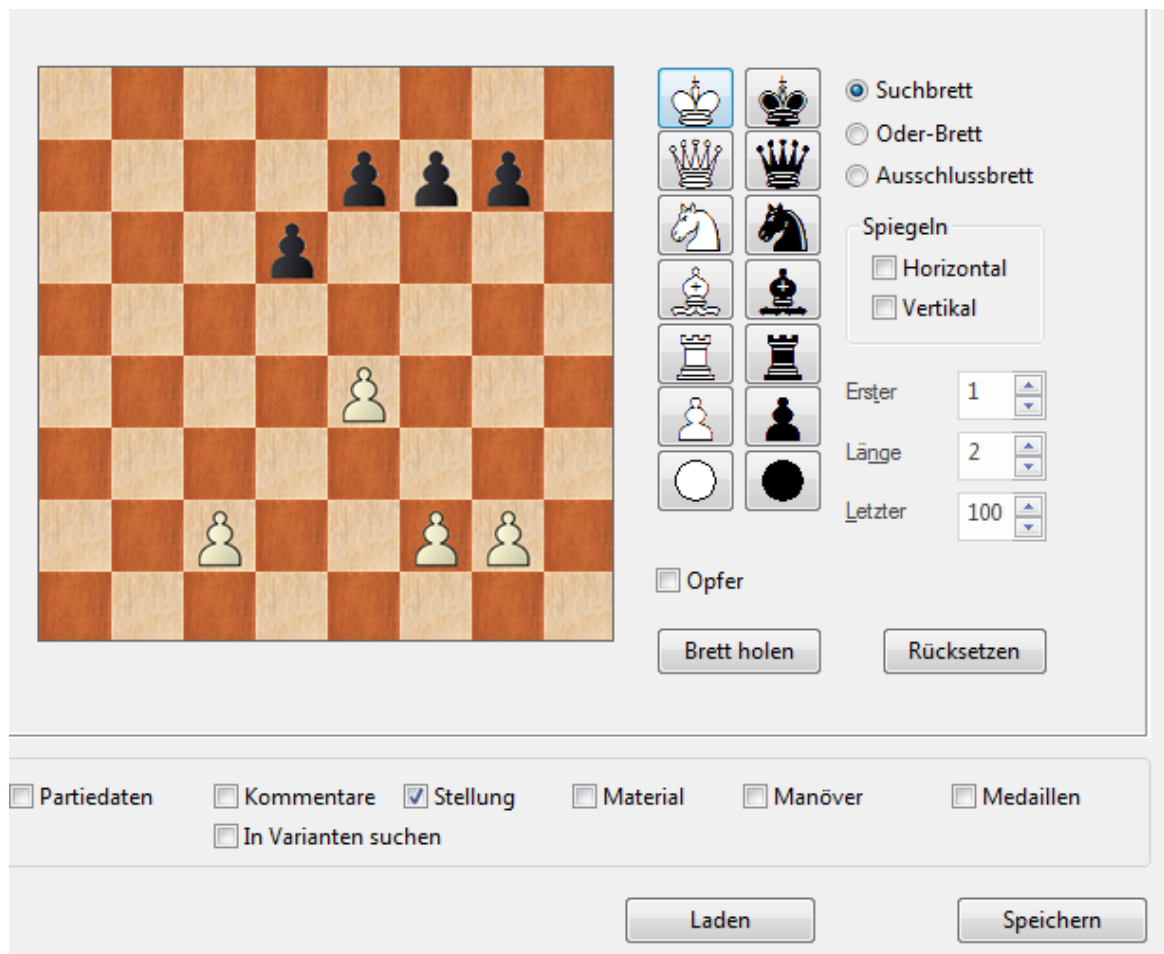 Suchbrett
Oder-Brett
Ausschlussbrett
Spiegeln
Horizontal
Vertikal
Erster 1
Länge 2
Letzter 100
Opfer
Brett holen Rücksetzen
Partiedaten Kommentare Stellung Material Manöver Medaillen
In Varianten suchen
Laden Speichern